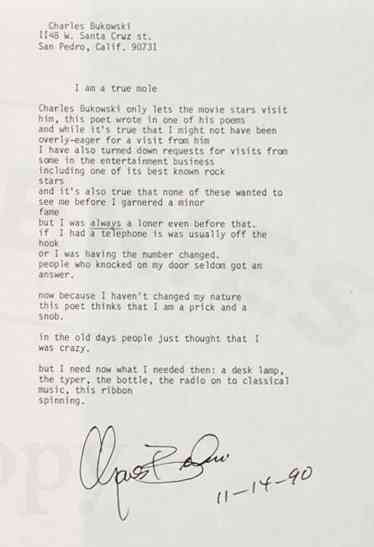 Charles Bukowski
1148 W. Santa Cruz st.
San Pedro, Calif. 90731
I am a true mole
Charles Bukowski only lets the movie stars visit
him, this poet wrote in one of his poems
and while it's true that I might not have been
overly-eager for a visit from him
I have also turned down requests for visits from
some in the entertainment business
including one of its best known rock
stars
and it's also true that none of these wanted to
see me before I garnered a minor
fame
but I was always a loner even before that.
if I had a telephone is was usually off the
hook
or I was having the number changed.
people who knocked on my door seldom got an
answer.
now because I haven't changed my nature
this poet thinks that I am a prick and a
snob.
in the old days people just thought that I
was crazy.
but I need now what I needed then: a desk lamp,
the typer, the bottle, the radio on to classical
music, this ribbon
spinning.
11-14-90